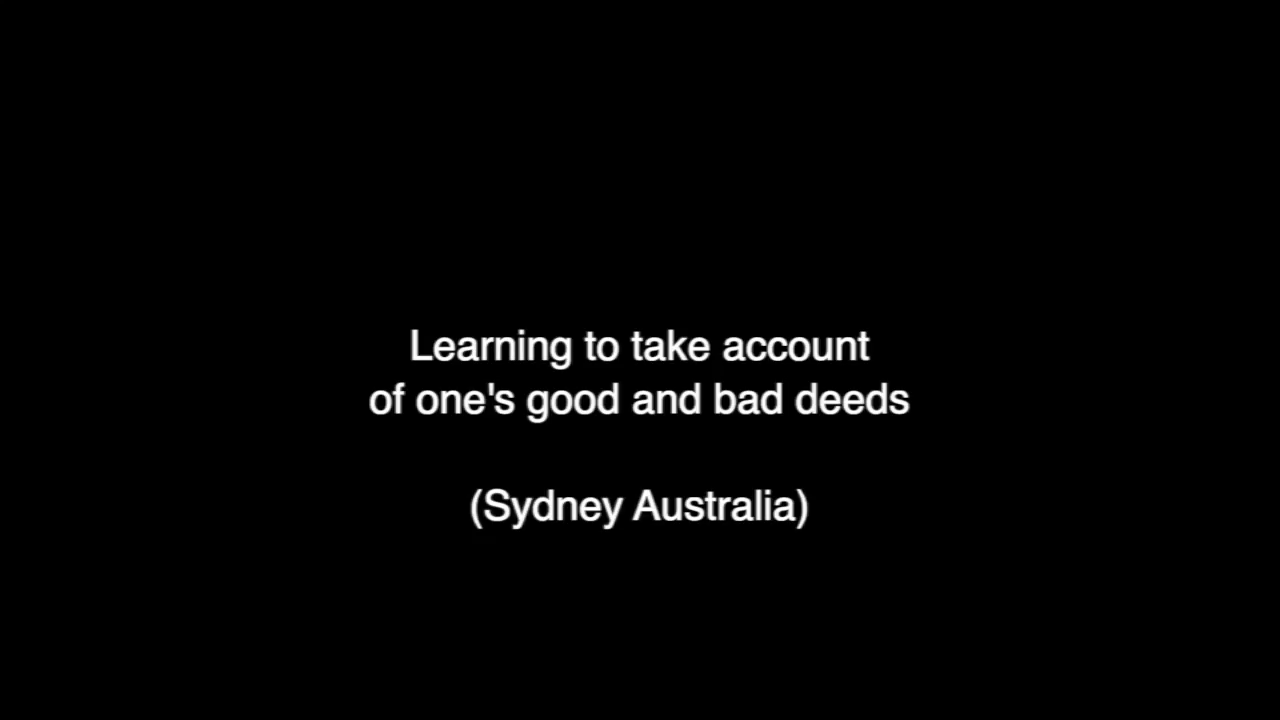 Learning to take account
of one's good and bad deeds
(Sydney Australia)